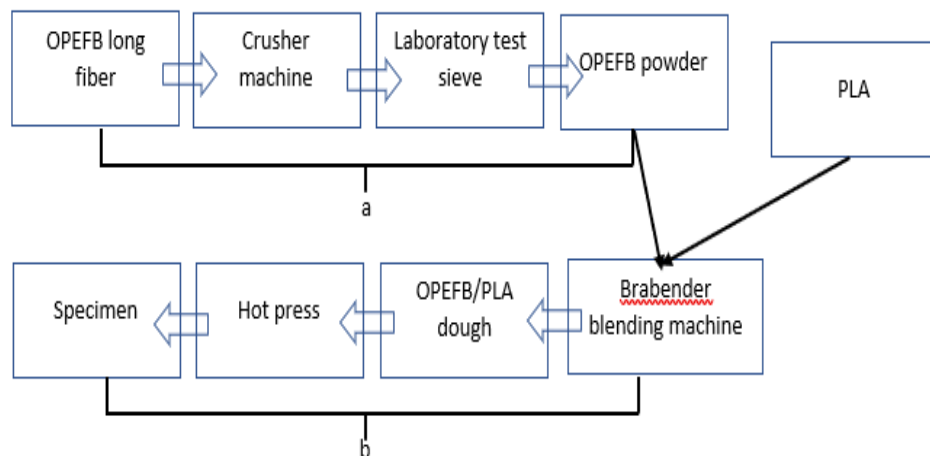 OPEFB long
fiber
Crusher
machine
Laboratory test
sieve
OPEFB powder
PLA
a
Specimen
Hot press
OPEFB/PLA
dough
Brabender
blending machine
b